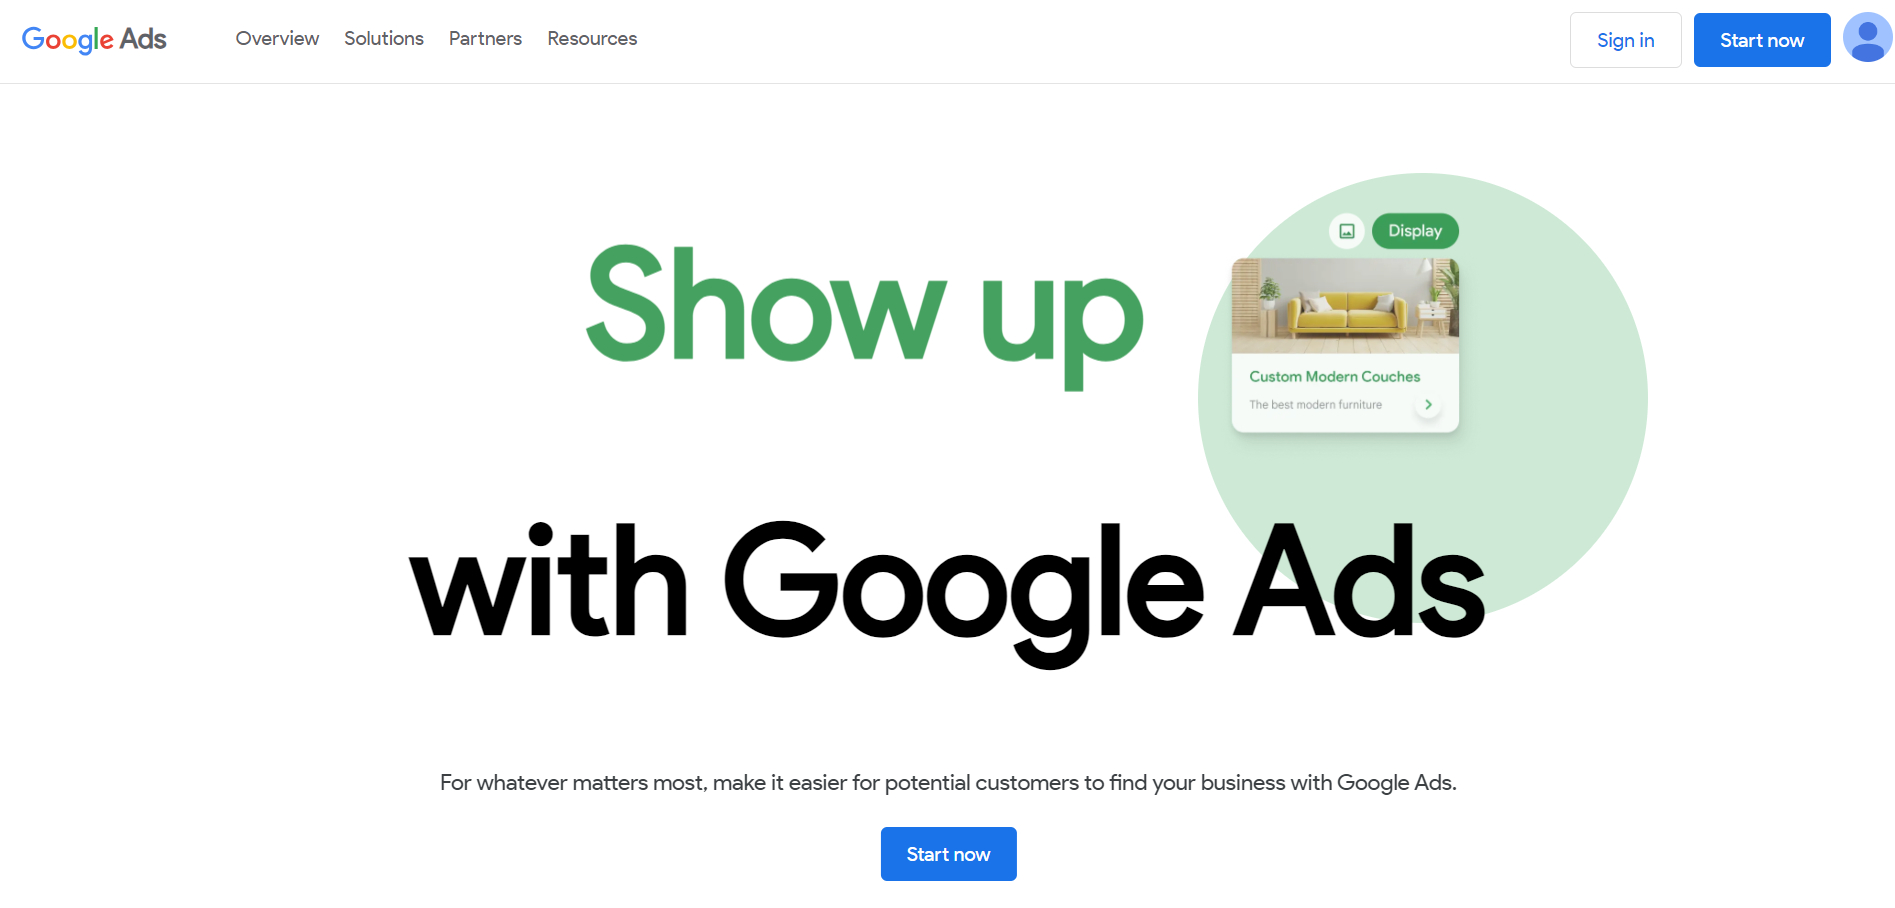 Google Ads
Overview
Solutions
Partners
Resources
Sign in
Start now
Show up
Display
Custom Modern Couches
The best modern furniture
with Google Ads
For whatever matters most, make it easier for potential customers to find your business with Google Ads.
Start now